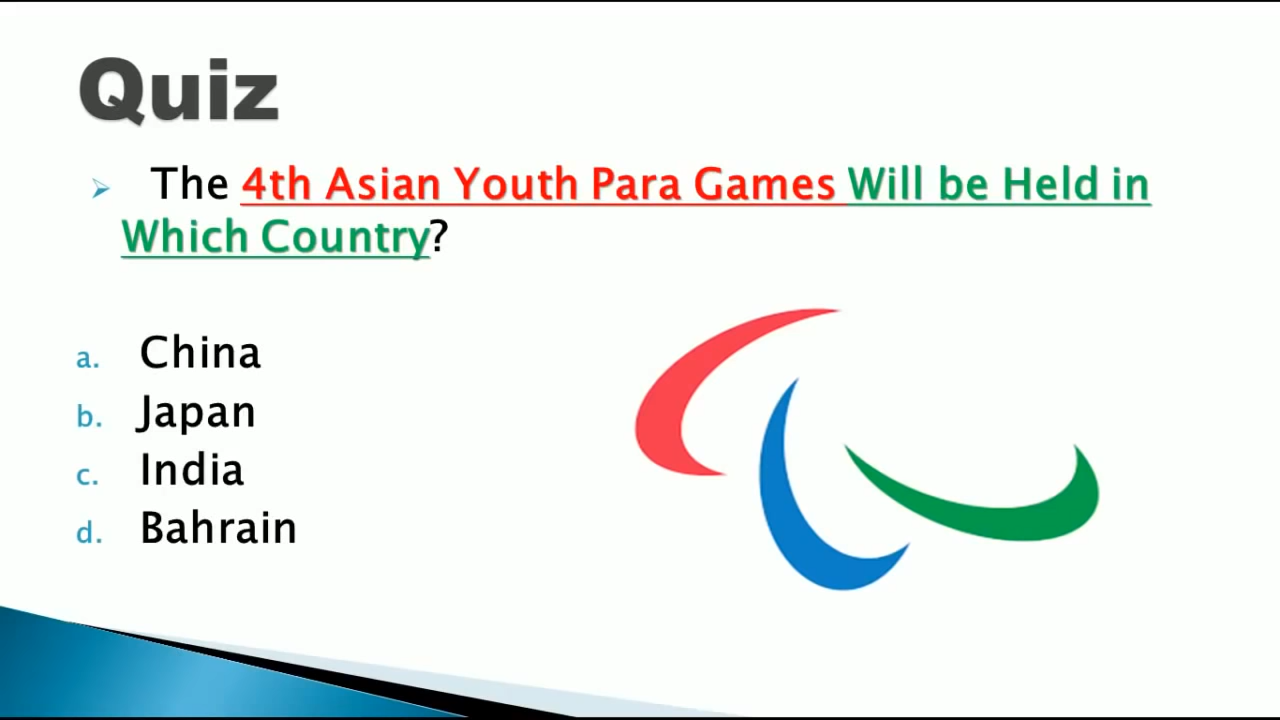 Quiz
➢ The 4th Asian Youth Para Games Will be Held in
Which Country?
a. China
b. Japan
c. India
d. Bahrain